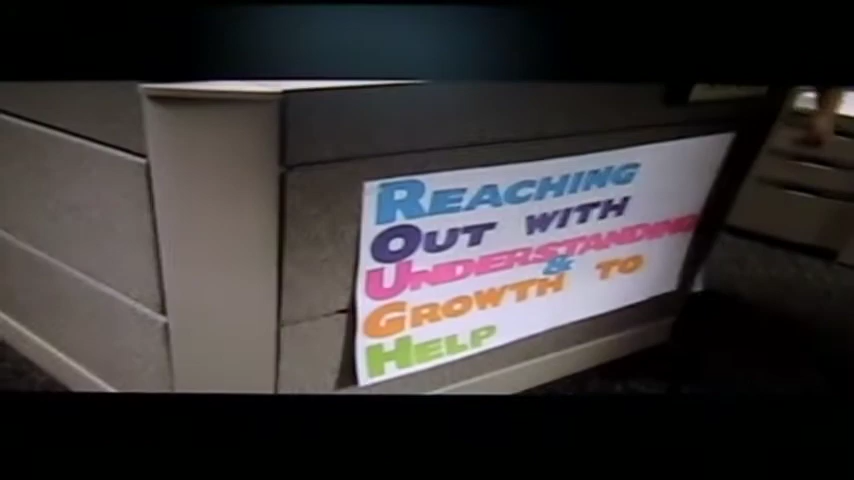 REACHING
OUT WITH
UNDERSTANDING
& 
GROWTH TO
HELP